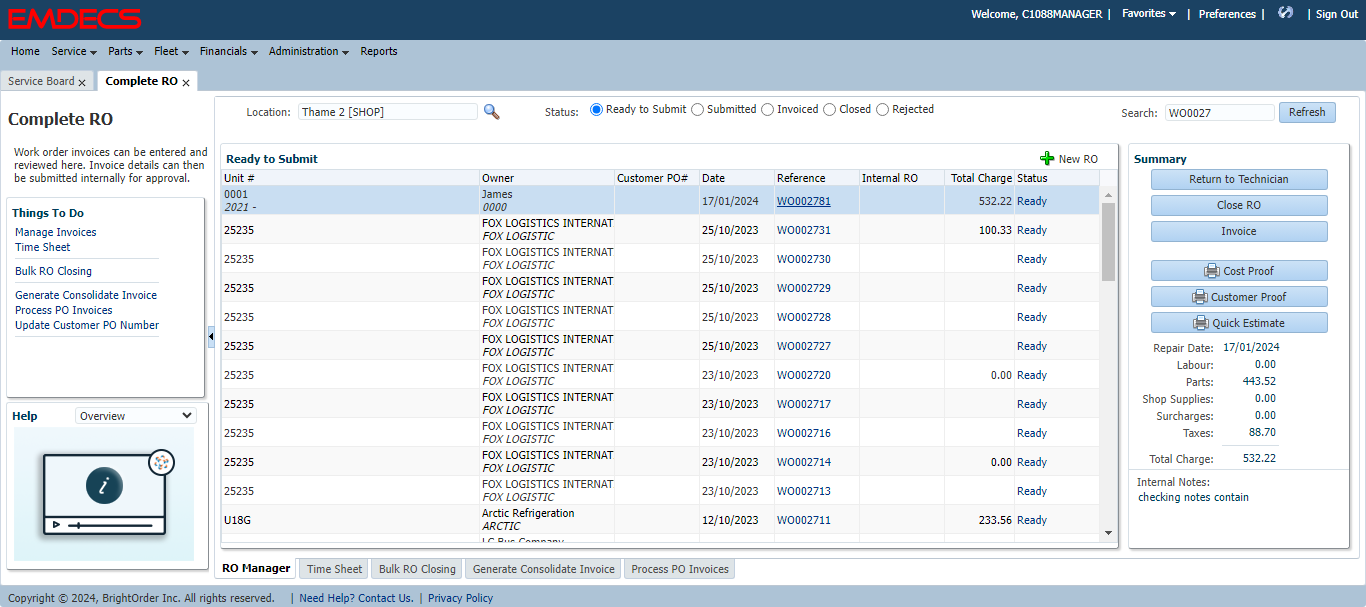 EMDECS
Welcome, C1088MANAGER | Favorites | Preferences | | Sign Out
Home Service Parts Fleet Financials Administration Reports
Service Board x Complete RO x
Complete RO
Work order invoices can be entered and
reviewed here. Invoice details can then
be submitted internally for approval.
Things To Do
Manage Invoices
Time Sheet
Bulk RO Closing
Generate Consolidate Invoice
Process PO Invoices
Update Customer PO Number
Help Overview
Location: Thame 2 [SHOP] Status: Ready to Submit Submitted Invoiced Closed Rejected Search: WO0027 Refresh
Ready to Submit New RO
Unit # Owner Customer PO# Date Reference Internal RO Total Charge Status
0001 James 17/01/2024 WO002781 532.22 Ready
2021 - 0000
25235 FOX LOGISTICS INTERNAT 25/10/2023 WO002731 100.33 Ready
FOX LOGISTIC
25235 FOX LOGISTICS INTERNAT 25/10/2023 WO002730 Ready
FOX LOGISTIC
25235 FOX LOGISTICS INTERNAT 25/10/2023 WO002729 Ready
FOX LOGISTIC
25235 FOX LOGISTICS INTERNAT 25/10/2023 WO002728 Ready
FOX LOGISTIC
25235 FOX LOGISTICS INTERNAT 25/10/2023 WO002727 Ready
FOX LOGISTIC
25235 FOX LOGISTICS INTERNAT 23/10/2023 WO002720 0.00 Ready
FOX LOGISTIC
25235 FOX LOGISTICS INTERNAT 23/10/2023 WO002717 Ready
FOX LOGISTIC
25235 FOX LOGISTICS INTERNAT 23/10/2023 WO002716 Ready
FOX LOGISTIC
25235 FOX LOGISTICS INTERNAT 23/10/2023 WO002714 0.00 Ready
FOX LOGISTIC
25235 FOX LOGISTICS INTERNAT 23/10/2023 WO002713 Ready
FOX LOGISTIC
U18G Arctic Refrigeration 12/10/2023 WO002711 233.56 Ready
ARCTIC
Bus Company
Summary
Return to Technician
Close RO
Invoice
Cost Proof
Customer Proof
Quick Estimate
Repair Date: 17/01/2024
Labour: 0.00
Parts: 443.52
Shop Supplies: 0.00
Surcharges: 0.00
Taxes: 88.70
Total Charge: 532.22
Internal Notes:
checking notes contain
RO Manager Time Sheet Bulk RO Closing Generate Consolidate Invoice Process PO Invoices
Copyright © 2024, BrightOrder Inc. All rights reserved. | Need Help? Contact Us. | Privacy Policy